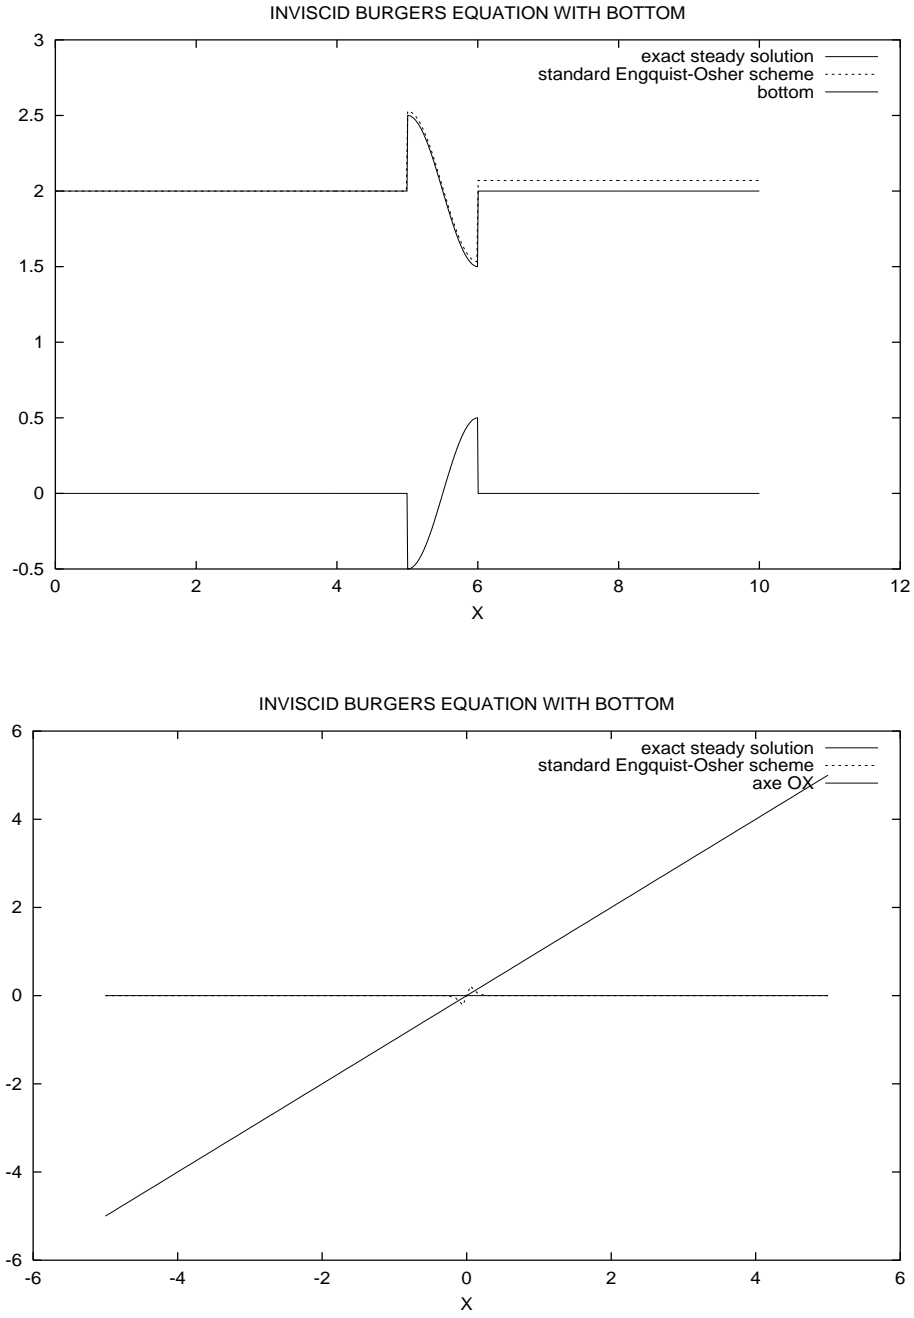 INVISCID BURGERS EQUATION WITH BOTTOM
3
2.5
2
1.5
1
0.5
0
-0.5
exact steady solution
standard Engquist-Osher scheme
bottom
0 2 4 6 8 10 12
X
INVISCID BURGERS EQUATION WITH BOTTOM
6
4
2
0
-2
-4
-6
exact steady solution
standard Engquist-Osher scheme
axe OX
-6 -4 -2 0 2 4 6
X